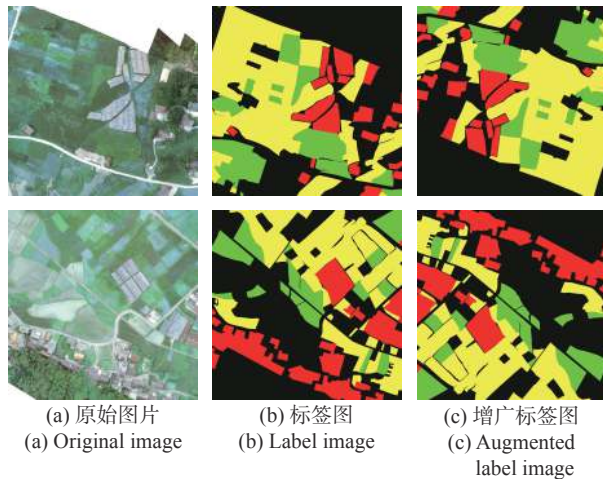 (a) 原始图片
(a) Original image
(b) 标签图
(b) Label image
(c) 增广标签图
(c) Augmented
label image